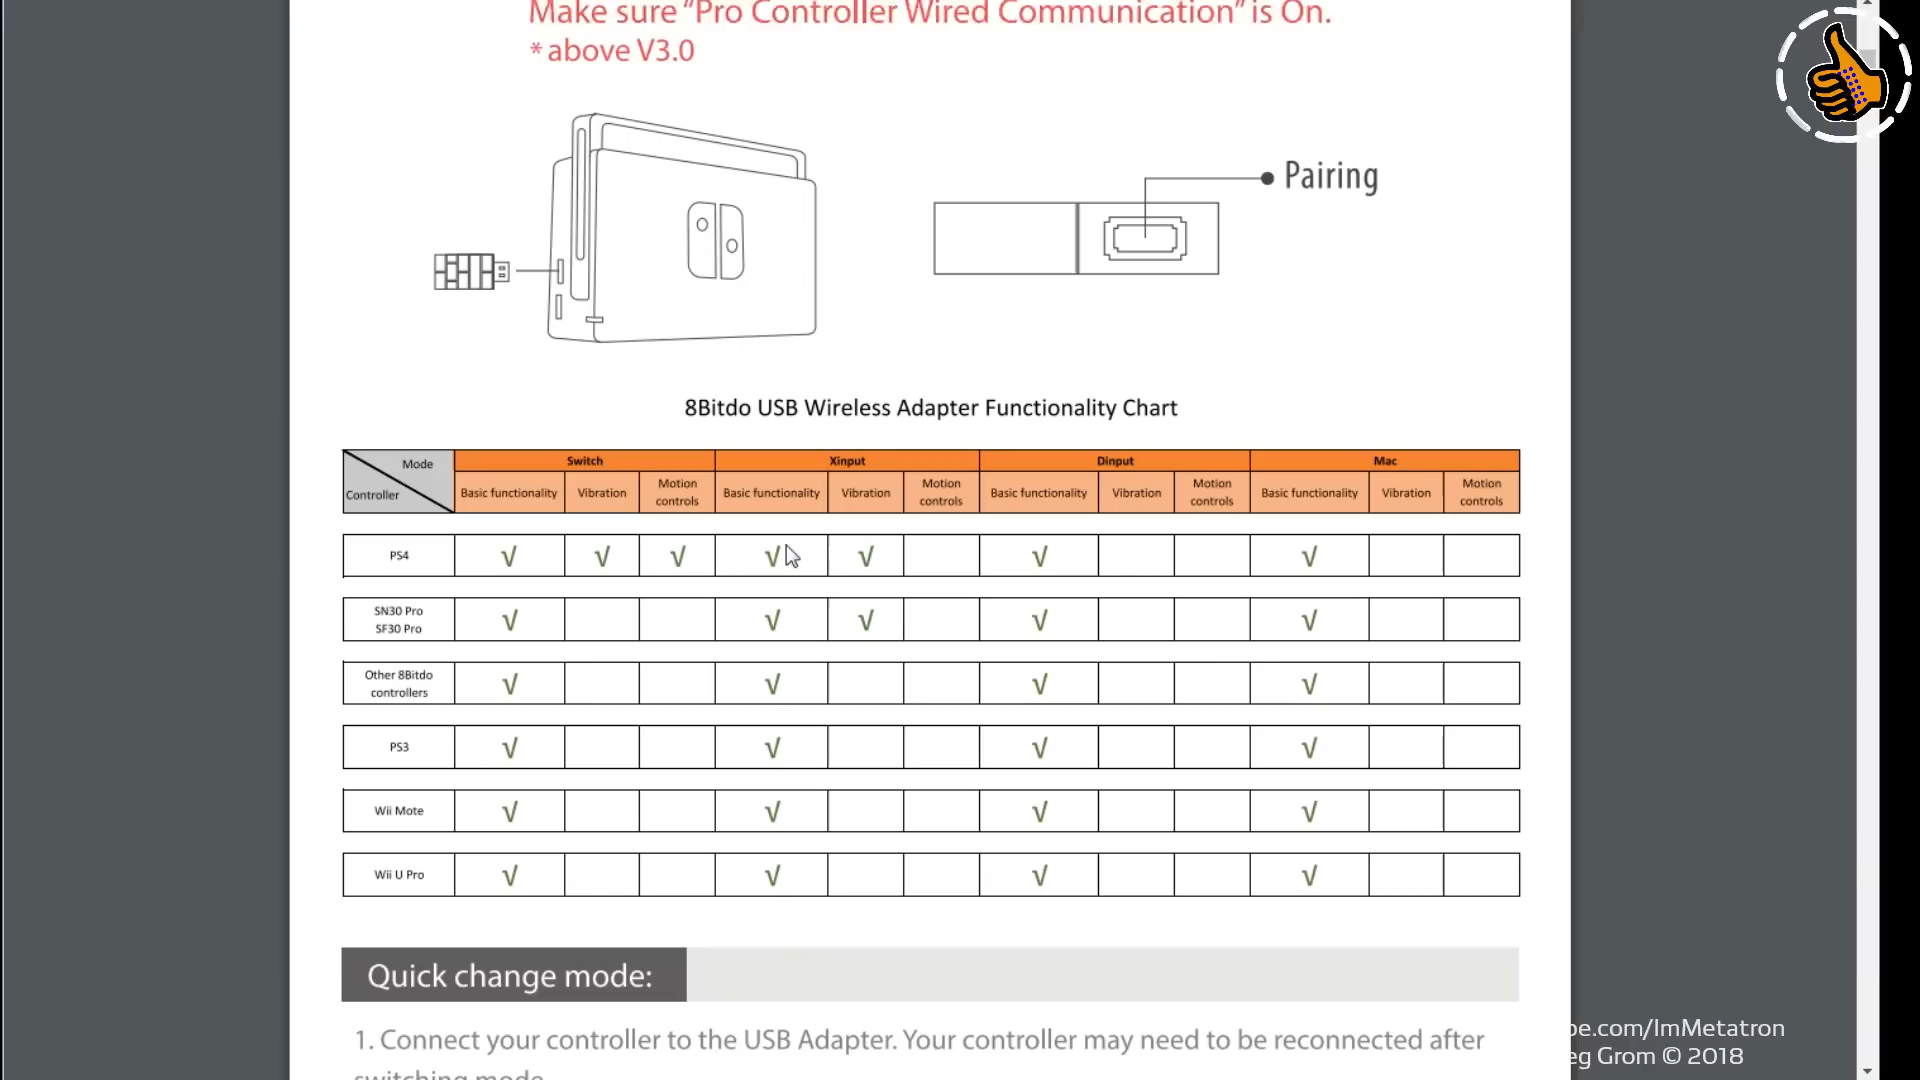 Make sure “Pro Controller Wired Communication” is On.
* above V3.0
Pairing
8Bitdo USB Wireless Adapter Functionality Chart
Mode
Controller
Switch
Xinput
Dinput
Mac
Basic functionality
Vibration
Motion
controls
Basic functionality
Vibration
Motion
controls
Basic functionality
Vibration
Motion
controls
Basic functionality
Vibration
Motion
controls
PS4 √ √ √ √ √ √ √
SN30 Pro
SF30 Pro
√ √ √ √ √
Other 8Bitdo
controllers
√ √ √ √
PS3 √ √ √ √
Wii Mote √ √ √ √
Wii U Pro √ √ √ √
Quick change mode:
1. Connect your controller to the USB Adapter. Your controller may need to be reconnected after
switching mode
be.com/ImMetatron
eg Grom © 2018